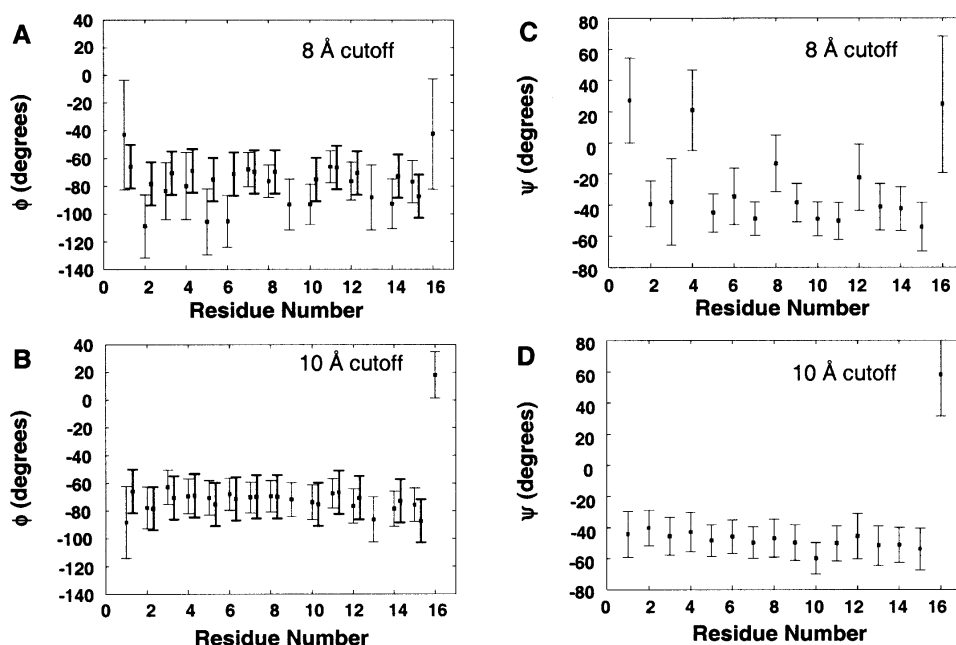 A
8 Å cutoff
ϕ (degrees)
40
20
0
-20
-40
-60
-80
-100
-120
-140
0 2 4 6 8 10 12 14 16
Residue Number
C
8 Å cutoff
ψ (degrees)
80
60
40
20
0
-20
-40
-60
-80
0 2 4 6 8 10 12 14 16
Residue Number
B
10 Å cutoff
ϕ (degrees)
40
20
0
-20
-40
-60
-80
-100
-120
-140
0 2 4 6 8 10 12 14 16
Residue Number
D
10 Å cutoff
ψ (degrees)
80
60
40
20
0
-20
-40
-60
-80
0 2 4 6 8 10 12 14 16
Residue Number